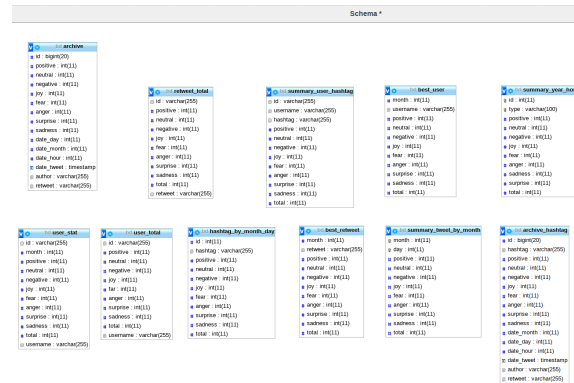 Schema *
archive
id : bigint(20)
positive : int(11)
neutral : int(11)
negative : int(11)
joy : int(11)
fear : int(11)
anger : int(11)
surprise : int(11)
sadness : int(11)
date_day : int(11)
date_month : int(11)
date_hour : int(11)
date_tweet : timestamp
author : varchar(255)
retweet : varchar(255)
retweet_total
id : varchar(255)
positive : int(11)
neutral : int(11)
negative : int(11)
joy : int(11)
fear : int(11)
anger : int(11)
surprise : int(11)
sadness : int(11)
total : int(11)
retweet : varchar(255)
summary_user_hashtag
id : varchar(255)
username : varchar(255)
hashtag : varchar(255)
positive : int(11)
neutral : int(11)
negative : int(11)
joy : int(11)
fear : int(11)
anger : int(11)
surprise : int(11)
sadness : int(11)
total : int(11)
best_user
month : int(11)
username : varchar(255)
positive : int(11)
neutral : int(11)
negative : int(11)
joy : int(11)
fear : int(11)
anger : int(11)
surprise : int(11)
sadness : int(11)
total : int(11)
summary_year_hou
id : int(11)
type : varchar(100)
positive : int(11)
neutral : int(11)
negative : int(11)
joy : int(11)
fear : int(11)
anger : int(11)
surprise : int(11)
sadness : int(11)
total : int(11)
user_stat
id : varchar(255)
month : int(11)
positive : int(11)
neutral : int(11)
negative : int(11)
joy : int(11)
fear : int(11)
anger : int(11)
surprise : int(11)
sadness : int(11)
total : int(11)
username : varchar(255)
user_total
id : varchar(255)
positive : int(11)
neutral : int(11)
negative : int(11)
joy : int(11)
far : int(11)
anger : int(11)
surprise : int(11)
sadness : int(11)
total : int(11)
username : varchar(255)
hashtag_by_month_day
id : int(11)
hashtag : varchar(255)
positive : int(11)
neutral : int(11)
negative : int(11)
joy : int(11)
fear : int(11)
anger : int(11)
surprise : int(11)
sadness : int(11)
total : int(11)
best_retweet
month : int(11)
retweet : varchar(255)
positive : int(11)
neutral : int(11)
negative : int(11)
joy : int(11)
fear : int(11)
anger : int(11)
surprise : int(11)
sadness : int(11)
total : int(11)
summary_tweet_by_month
month : int(11)
day : int(11)
positive : int(11)
neutral : int(11)
negative : int(11)
joy : int(11)
fear : int(11)
anger : int(11)
surprise : int(11)
sadness : int(11)
total : int(11)
archive_hashtag
id : bigint(20)
hashtag : varchar(255)
positive : int(11)
neutral : int(11)
negative : int(11)
joy : int(11)
fear : int(11)
anger : int(11)
surprise : int(11)
sadness : int(11)
date_month : int(11)
date_day : int(11)
date_hour : int(11)
date_tweet : timestamp
author : varchar(255)
retweet : varchar(255)